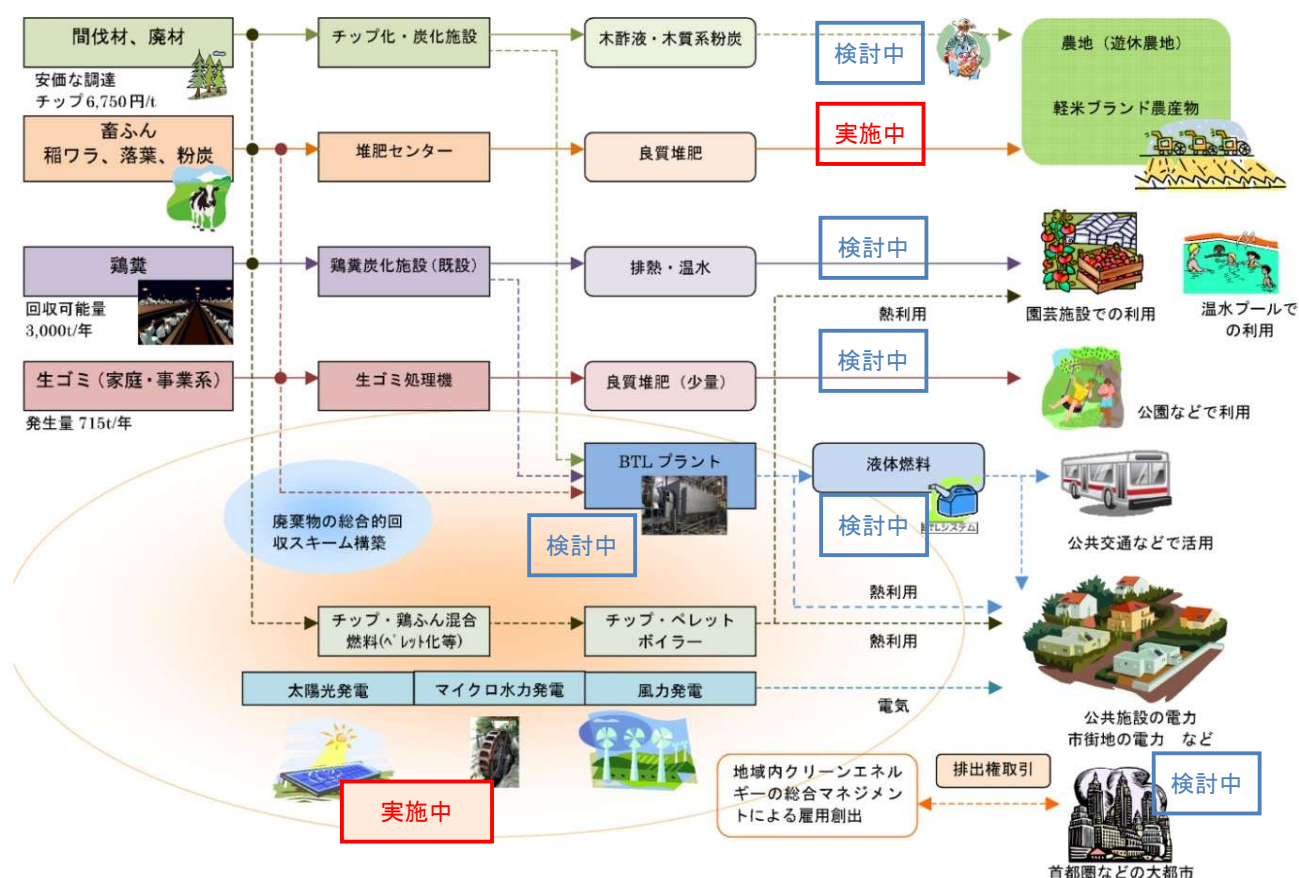 間伐材、廃材
チップ化・炭化施設
木酢液・木質系粉炭
検討中
農地（遊休農地）
安価な調達
チップ 6,750 円/t
軽米ブランド農産物
畜ふん
稲ワラ、落葉、粉炭
堆肥センター
良質堆肥
実施中
鶏糞
鶏糞炭化施設（既設）
排熱・温水
検討中
回収可能量
3,000t/年
熱利用
園芸施設での利用
温水プールで
の利用
生ゴミ（家庭・事業系）
生ゴミ処理機
良質堆肥（少量）
検討中
発生量 715t/年
公園などで利用
BTL プラント
液体燃料
廃棄物の総合的回
収スキーム構築
検討中
検討中
BTLシステム
公共交通などで活用
熱利用
チップ・鶏ふん混合
燃料(ﾍﾟﾚｯﾄ化等)
チップ・ペレット
ボイラー
熱利用
太陽光発電
マイクロ水力発電
風力発電
電気
公共施設の電力
市街地の電力　など
実施中
地域内クリーンエネル
ギーの総合マネジメン
トによる雇用創出
排出権取引
検討中
首都圏などの大都市